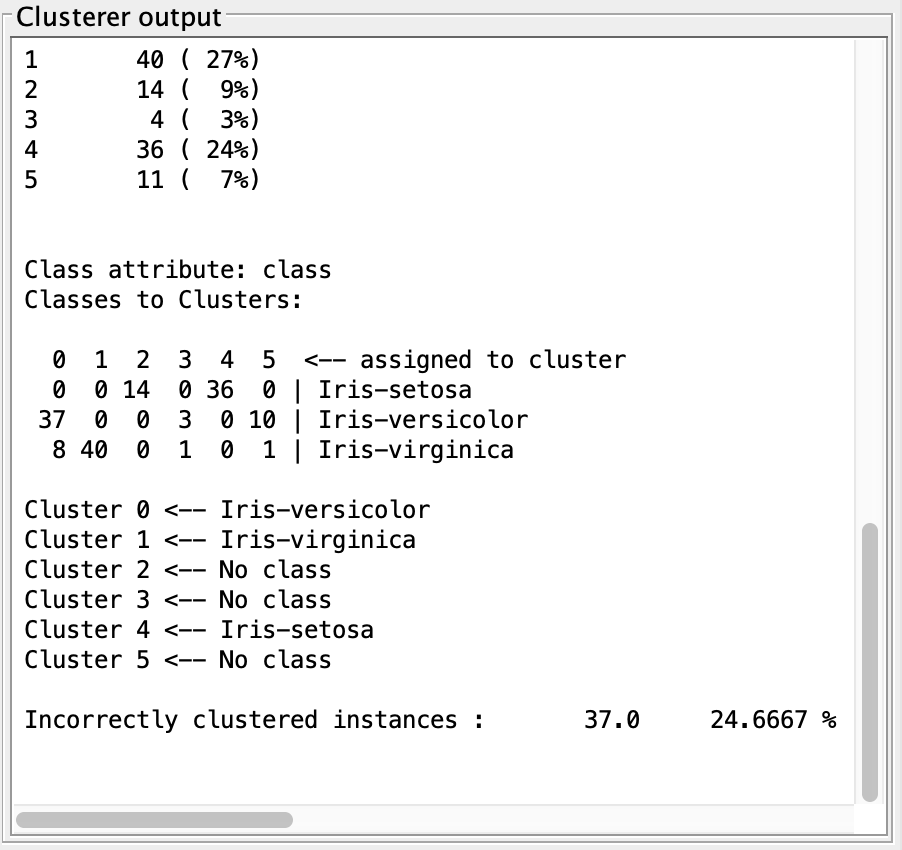 Clusterer output
1       40 ( 27%)
2       14 (  9%)
3        4 (  3%)
4       36 ( 24%)
5       11 (  7%)
Class attribute: class
Classes to Clusters:
  0  1  2  3  4  5  <-- assigned to cluster
  0  0 14  0 36  0 | Iris-setosa
 37  0  0  3  0 10 | Iris-versicolor
  8 40  0  1  0  1 | Iris-virginica
Cluster 0 <-- Iris-versicolor
Cluster 1 <-- Iris-virginica
Cluster 2 <-- No class
Cluster 3 <-- No class
Cluster 4 <-- Iris-setosa
Cluster 5 <-- No class
Incorrectly clustered instances :       37.0     24.6667 %